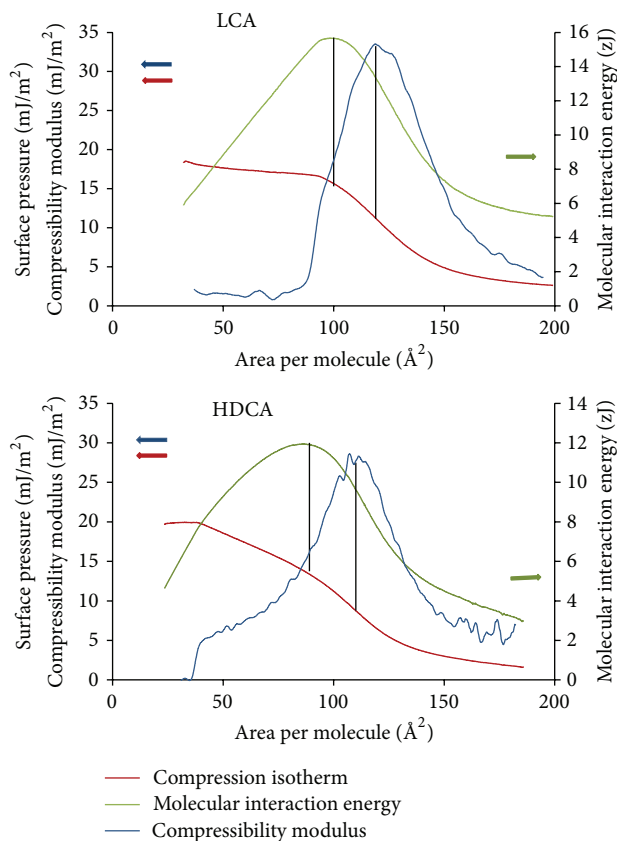 LCA
Surface pressure (mJ/m²)
Compressibility modulus (mJ/m²)
35
30
25
20
15
10
5
0
16
14
12
10
8
6
4
2
0
Molecular interaction energy (zJ)
0 50 100 150 200
Area per molecule (Å²)
HDCA
Surface pressure (mJ/m²)
Compressibility modulus (mJ/m²)
35
30
25
20
15
10
5
0
14
12
10
8
6
4
2
0
Molecular interaction energy (zJ)
0 50 100 150 200
Area per molecule (Å²)
Compression isotherm
Molecular interaction energy
Compressibility modulus